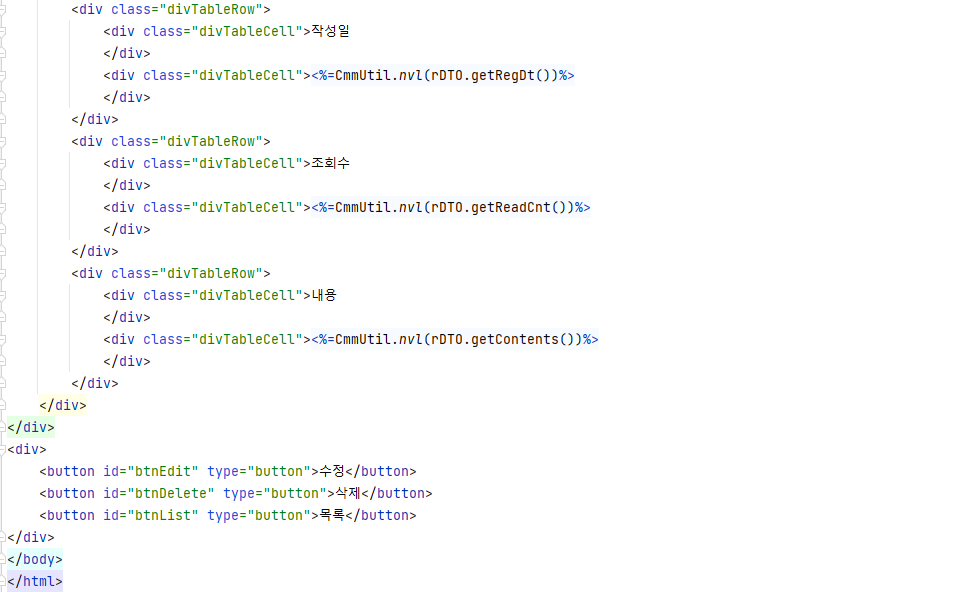 <div class="divTableRow">
<div class="divTableCell">작성일
</div>
<div class="divTableCell"><%=CmmUtil.nvl(rDTO.getRegDt())%>
</div>
</div>
<div class="divTableRow">
<div class="divTableCell">조회수
</div>
<div class="divTableCell"><%=CmmUtil.nvl(rDTO.getReadCnt())%>
</div>
</div>
<div class="divTableRow">
<div class="divTableCell">내용
</div>
<div class="divTableCell"><%=CmmUtil.nvl(rDTO.getContents())%>
</div>
</div>
</div>
</div>
<div>
<button id="btnEdit" type="button">수정</button>
<button id="btnDelete" type="button">삭제</button>
<button id="btnList" type="button">목록</button>
</div>
</body>
</html>